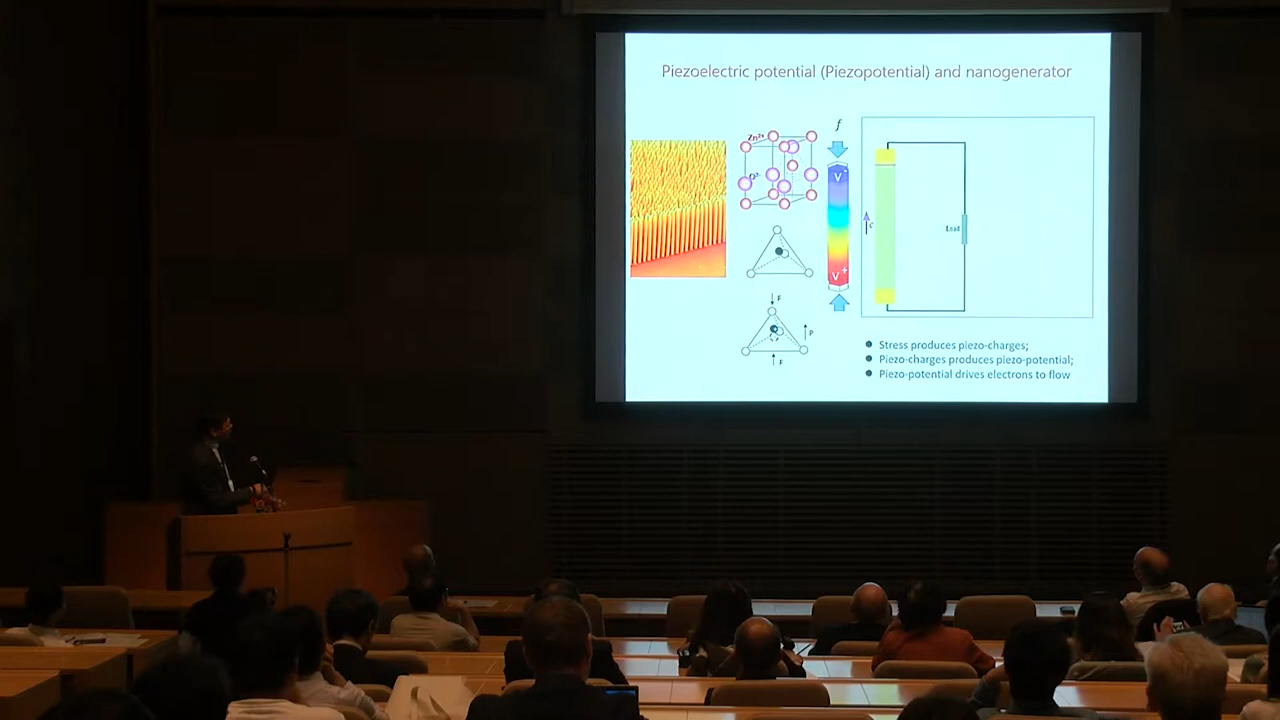 Piezoelectric potential (Piezopotential) and nanogenerator
f
Zn²⁺
O²⁻
V⁻
c
Load
V⁺
F
P
F
Stress produces piezo-charges;
Piezo-charges produces piezo-potential;
Piezo-potential drives electrons to flow